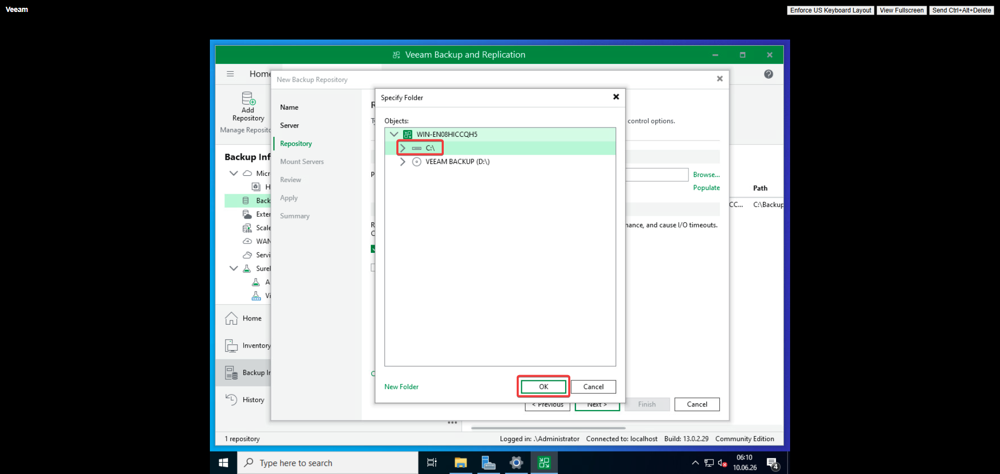 Veeam
Enforce US Keyboard Layout View Fullscreen Send Ctrl+Alt+Delete
Veeam Backup and Replication
Home
New Backup Repository
Specify Folder
Add
Repository
Manage Reposito
Name
Server
Repository
Mount Servers
Review
Apply
Summary
Objects:
WIN-EN08HICCQH5
C:\
VEEAM BACKUP (D:\)
control options.
Browse...
Populate
Path
CC... C:\Backup
nance, and cause I/O timeouts.
Backup Inf
Micr
H
Back
Exter
Scale
WAN
Servi
Surel
A
Vi
Home
Inventory
Backup In
History
New Folder
OK
Cancel
< Previous
Next >
Finish
Cancel
1 repository
Logged in: .\Administrator Connected to: localhost Build: 13.0.2.29 Community Edition
Type here to search
06:10
10.06.26
4